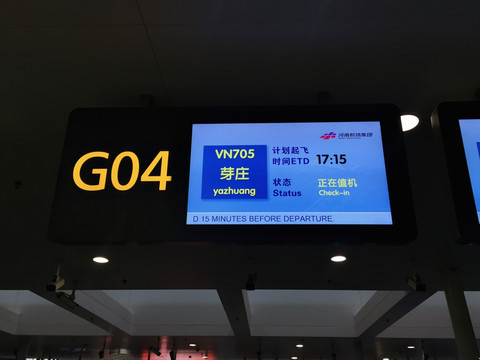 G04
河南机场集团
VN705
芽庄
yazhuang
计划起飞
时间ETD 17:15
状态
Status
正在值机
Check-in
D 15 MINUTES BEFORE DEPARTURE.